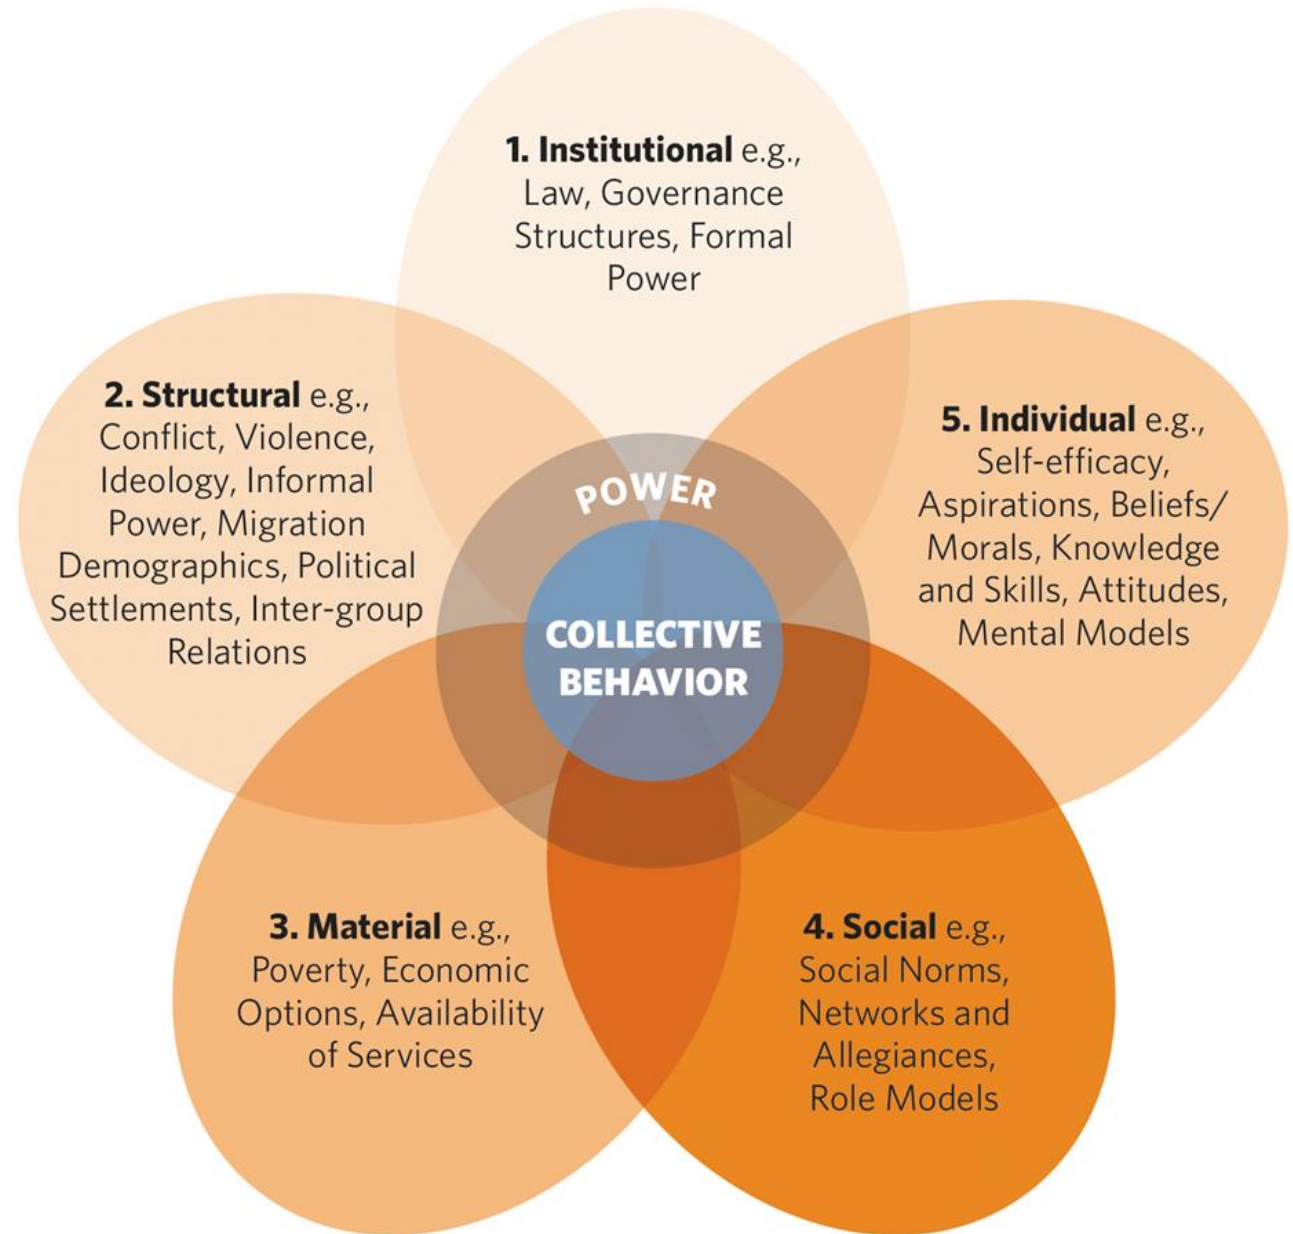 1. Institutional e.g.,
Law, Governance
Structures, Formal
Power
2. Structural e.g.,
Conflict, Violence,
Ideology, Informal
Power, Migration
Demographics, Political
Settlements, Inter-group
Relations
5. Individual e.g.,
Self-efficacy,
Aspirations, Beliefs/
Morals, Knowledge
and Skills, Attitudes,
Mental Models
POWER
COLLECTIVE
BEHAVIOR
3. Material e.g.,
Poverty, Economic
Options, Availability
of Services
4. Social e.g.,
Social Norms,
Networks and
Allegiances,
Role Models